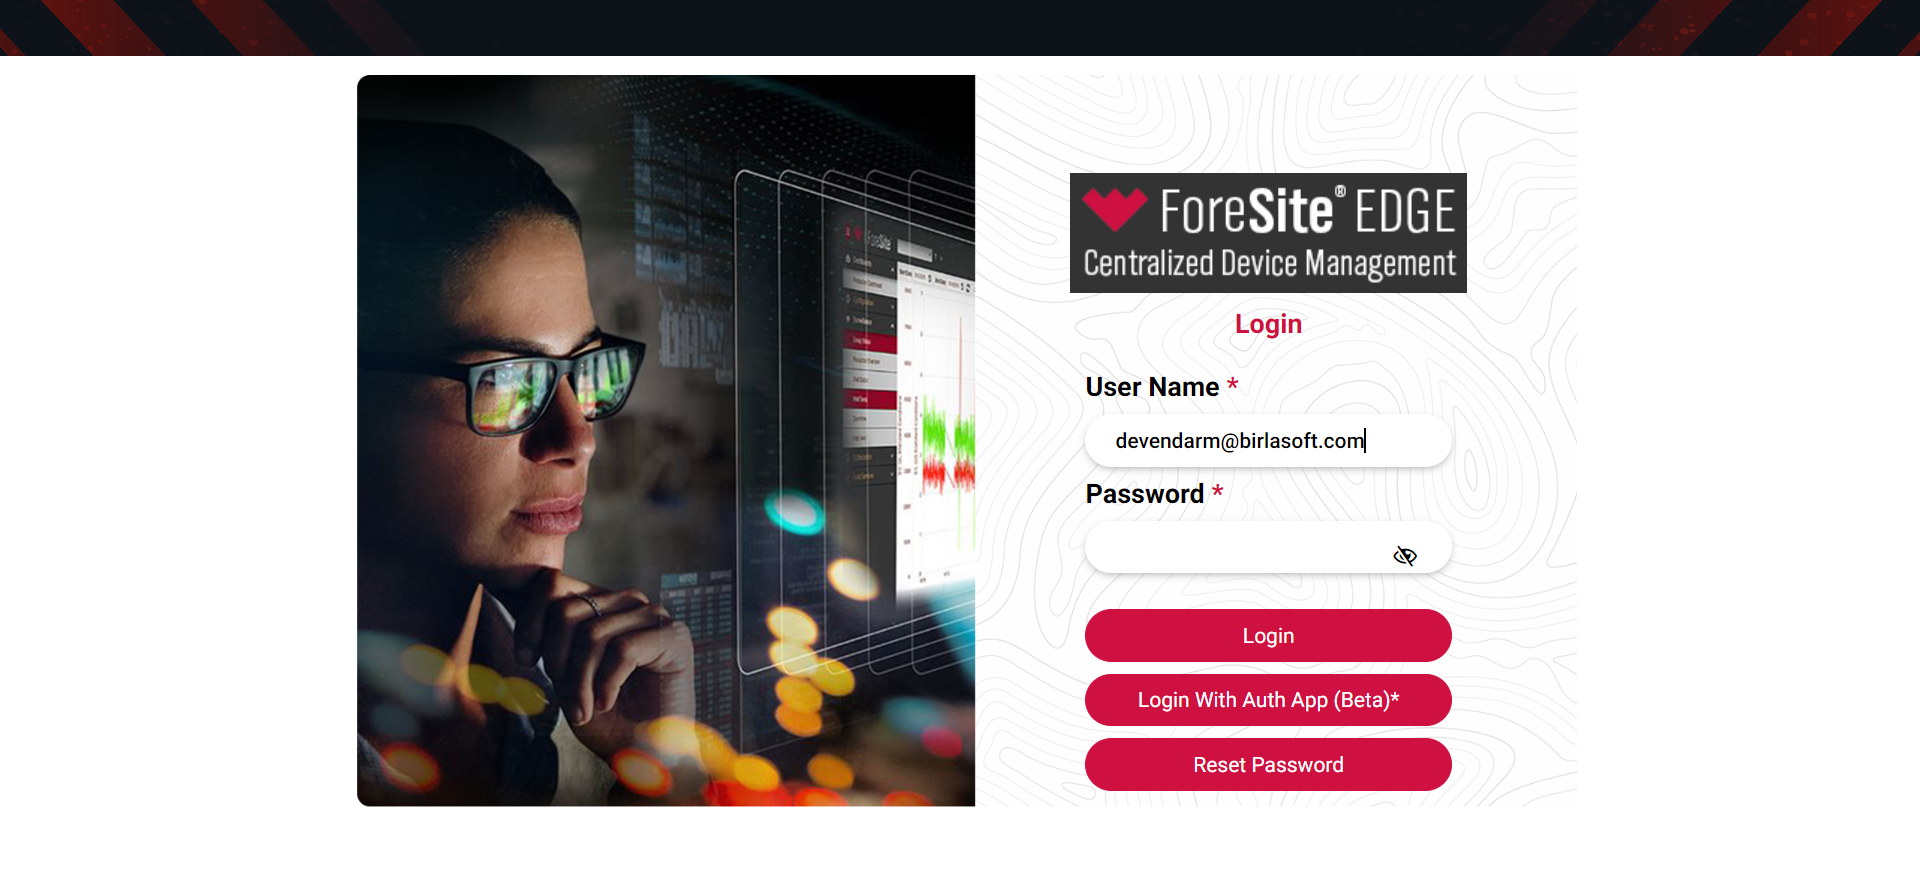 ForeSite® EDGE
Centralized Device Management
Login
User Name *
devendarm@birlasoft.com
Password *
Login
Login With Auth App (Beta)*
Reset Password
ForeSite